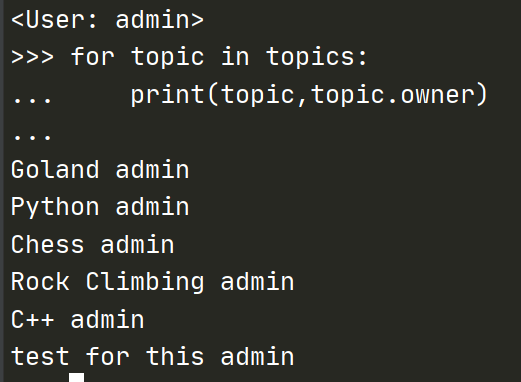 <User: admin>
>>> for topic in topics:
...     print(topic,topic.owner)
...
Goland admin
Python admin
Chess admin
Rock Climbing admin
C++ admin
test for this admin